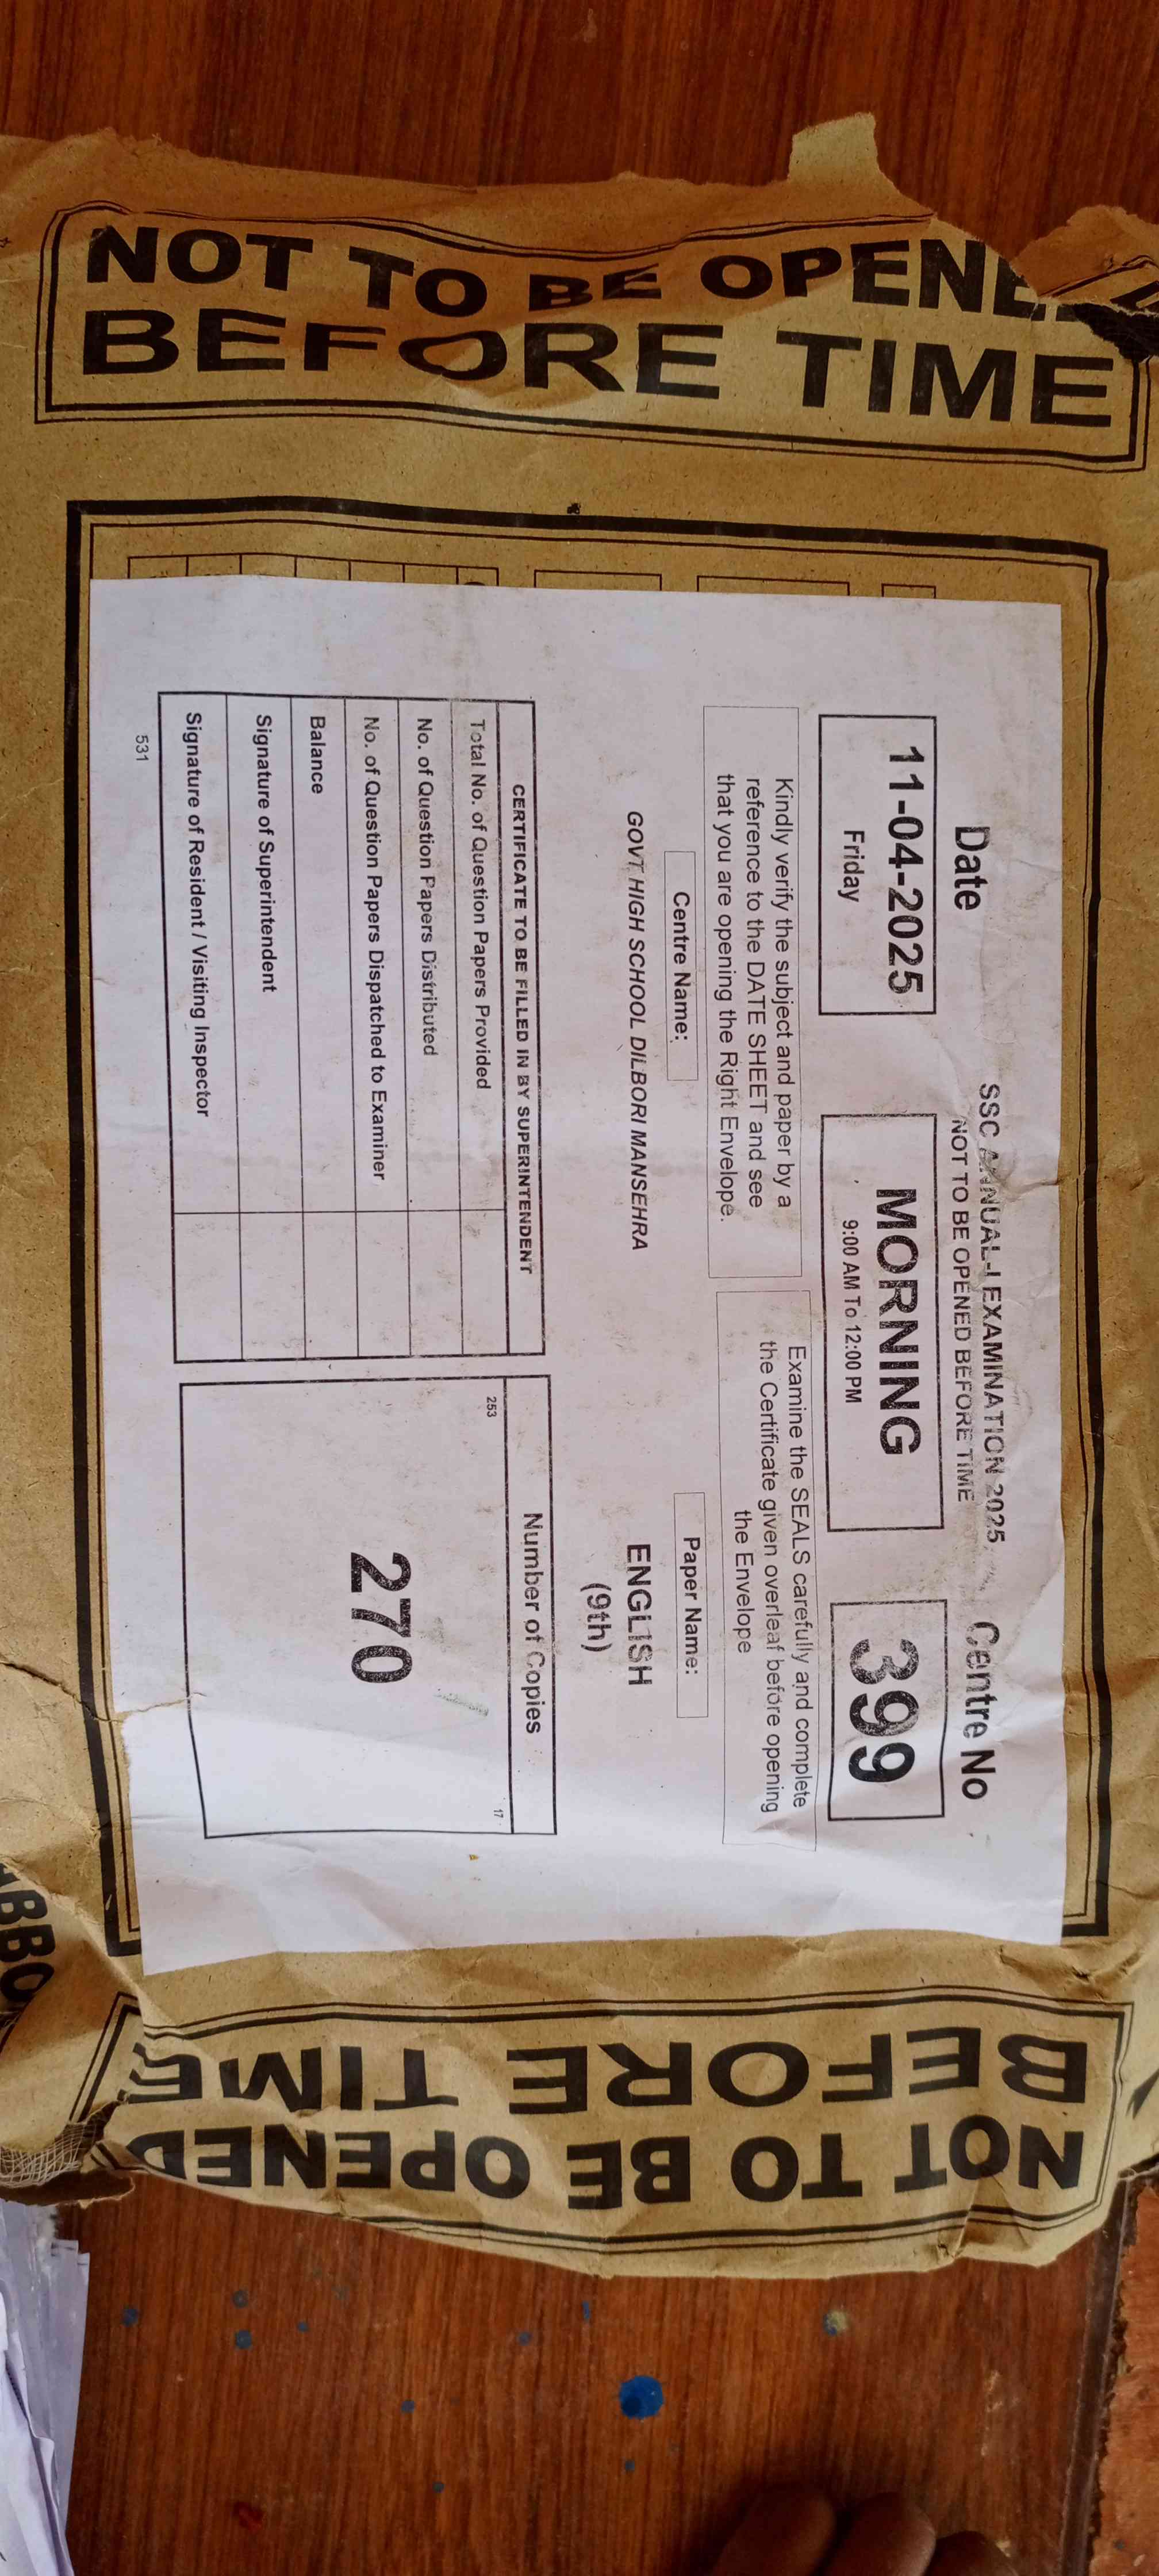 NOT TO BE OPENE
BEFORE TIME
SSC ANNUAL-I EXAMINATION 2025
NOT TO BE OPENED BEFORE TIME
Date
Centre No
11-04-2025
Friday
MORNING
9:00 AM To 12:00 PM
399
Kindly verify the subject and paper by a
reference to the DATE SHEET and see
that you are opening the Right Envelope.
Examine the SEALS carefully and complete
the Certificate given overleaf before opening
the Envelope
Centre Name:
Paper Name:
GOVT HIGH SCHOOL DILBORI MANSEHRA
ENGLISH
(9th)
CERTIFICATE TO BE FILLED IN BY SUPERINTENDENT
Total No. of Question Papers Provided
No. of Question Papers Distributed
No. of Question Papers Dispatched to Examiner
Balance
Signature of Superintendent
Signature of Resident / Visiting Inspector
531
Number of Copies
253
17
270
NOT TO BE OPENED
BEFORE TIME
BBO